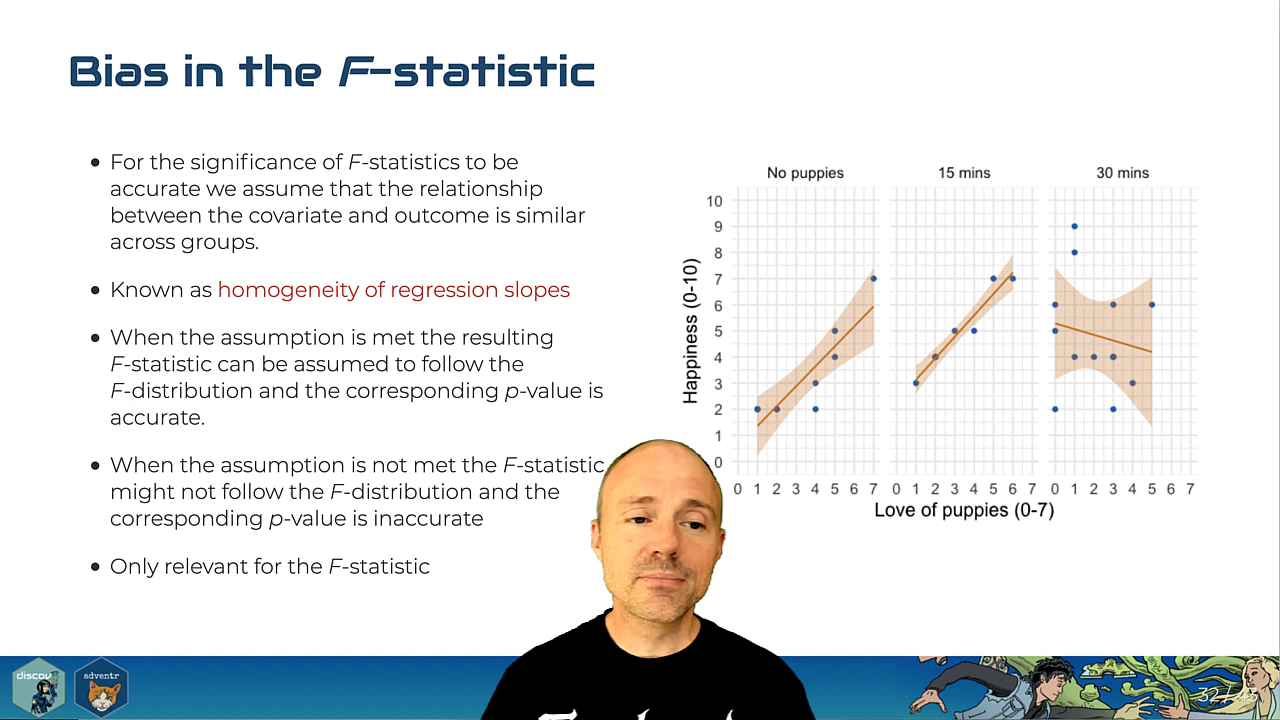 Bias in the F-statistic
For the significance of F-statistics to be
accurate we assume that the relationship
between the covariate and outcome is similar
across groups.
Known as homogeneity of regression slopes
When the assumption is met the resulting
F-statistic can be assumed to follow the
F-distribution and the corresponding p-value is
accurate.
When the assumption is not met the F-statistic
might not follow the F-distribution and the
corresponding p-value is inaccurate
Only relevant for the F-statistic
No puppies 15 mins 30 mins
Happiness (0-10)
10
9
8
7
6
5
4
3
2
1
0
0 1 2 3 4 5 6 7 0 1 2 3 4 5 6 7 0 1 2 3 4 5 6 7
Love of puppies (0-7)
discov
adventr
32 /